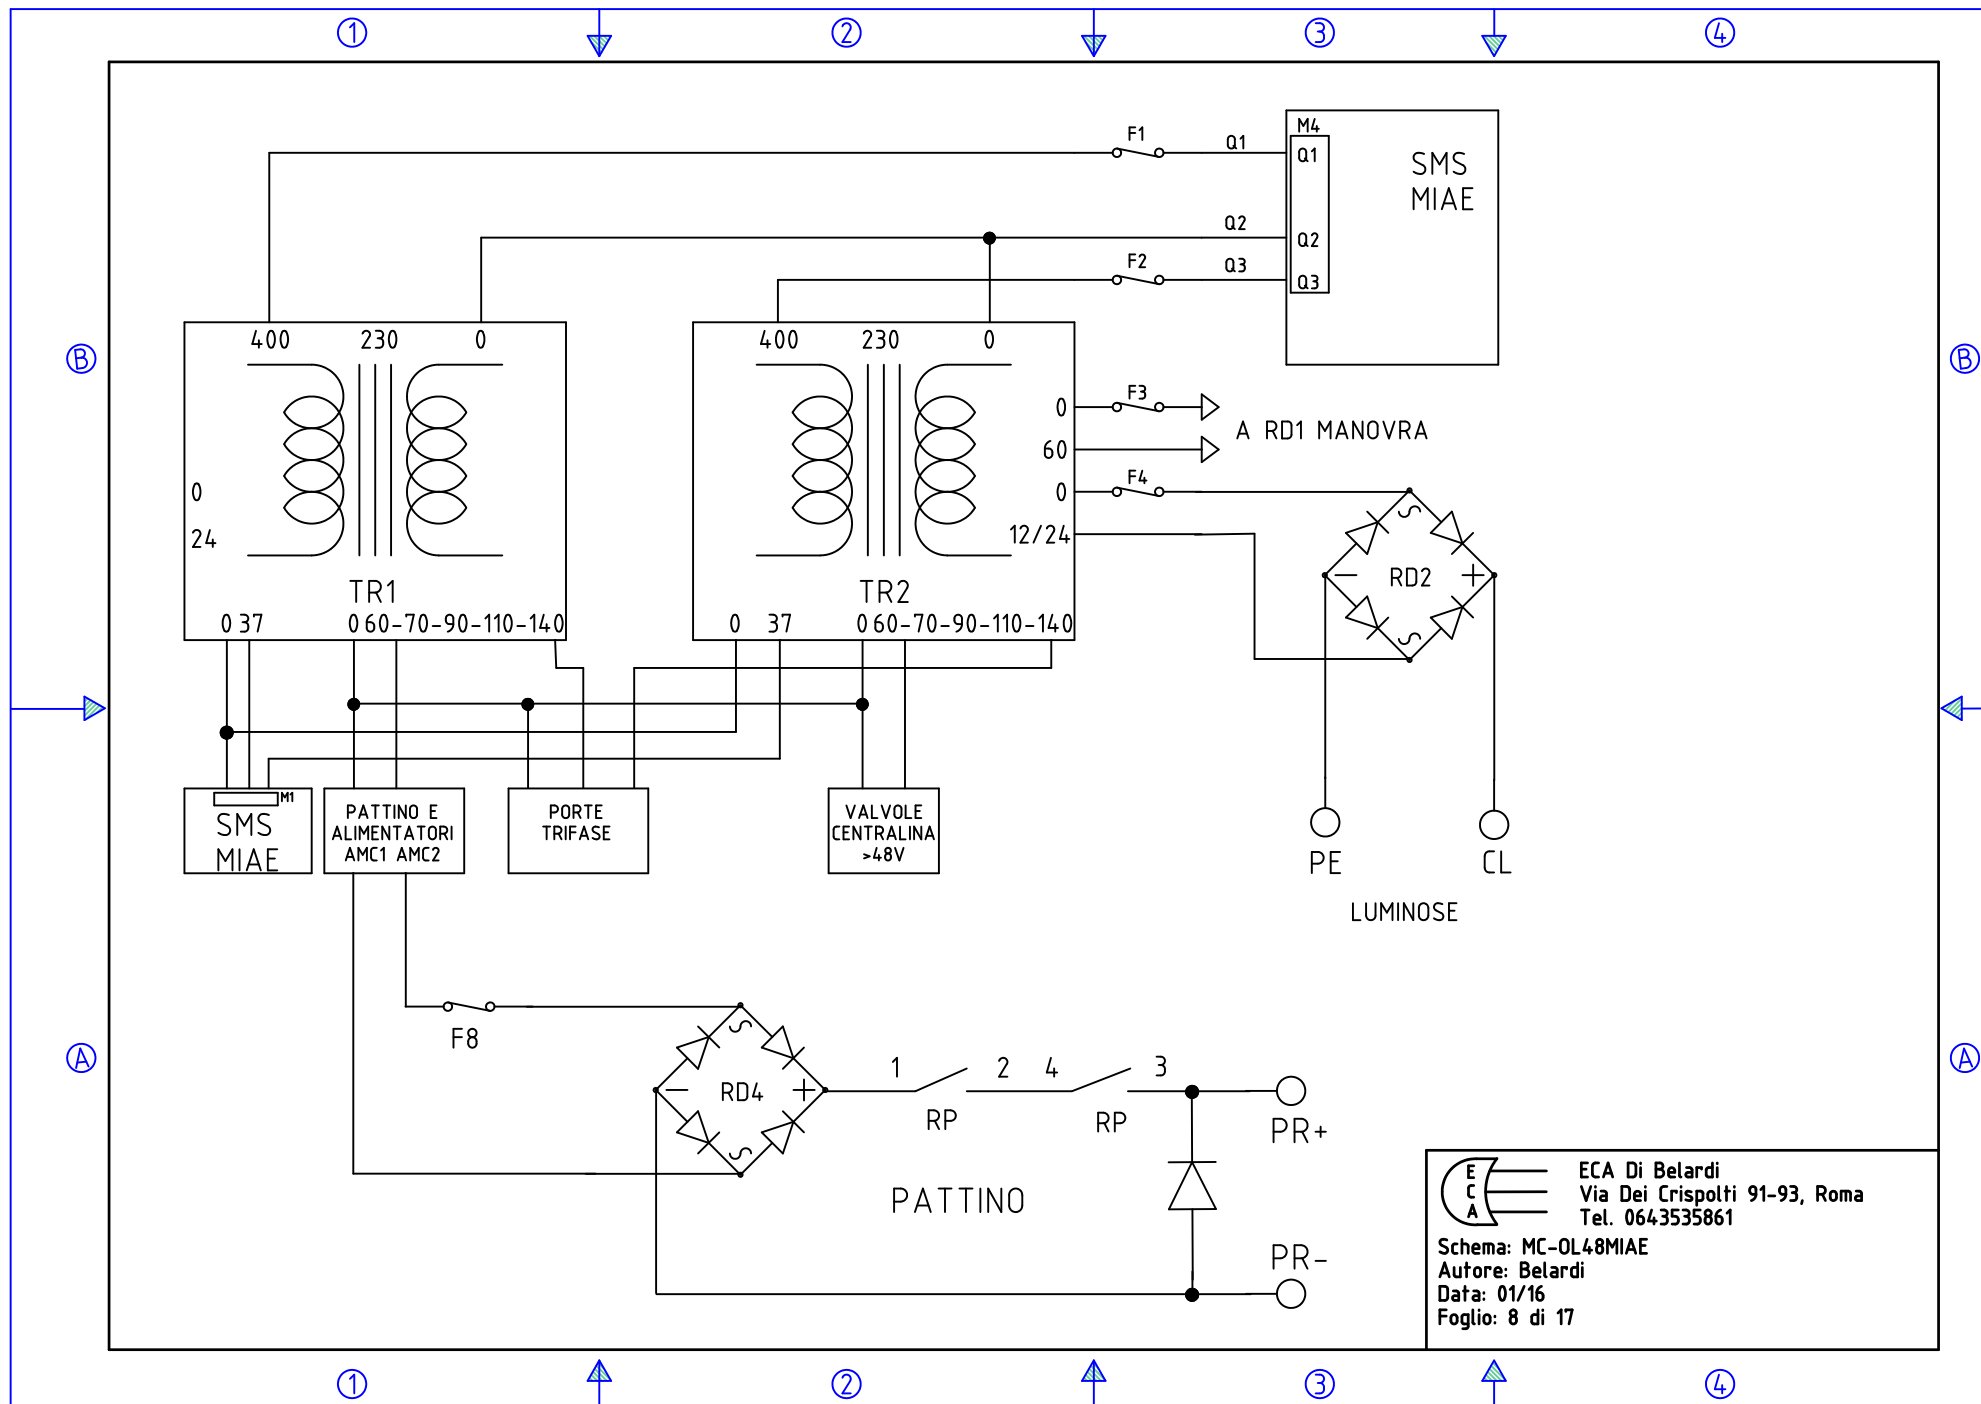 1 2 3 4
F1 Q1 M4
Q1 SMS
MIAE
Q2
Q2
F2 Q3
Q3
400 230 0
400 230 0
B B
0 F3
A RD1 MANOVRA
60
F4
0
0
12/24
24
RD2
TR1
TR2
0 37 0 60-70-90-110-140
0 37 0 60-70-90-110-140
M1
SMS
MIAE
PATTINO E
ALIMENTATORI
AMC1 AMC2
PORTE
TRIFASE
VALVOLE
CENTRALINA
>48V
PE CL
LUMINOSE
F8
A A
RD4
1 2 4 3
RP RP
PR+
PATTINO
PR-
E
C
A
ECA Di Belardi
Via Dei Crispolti 91-93, Roma
Tel. 0643535861
Schema: MC-OL48MIAE
Autore: Belardi
Data: 01/16
Foglio: 8 di 17
1 2 3 4